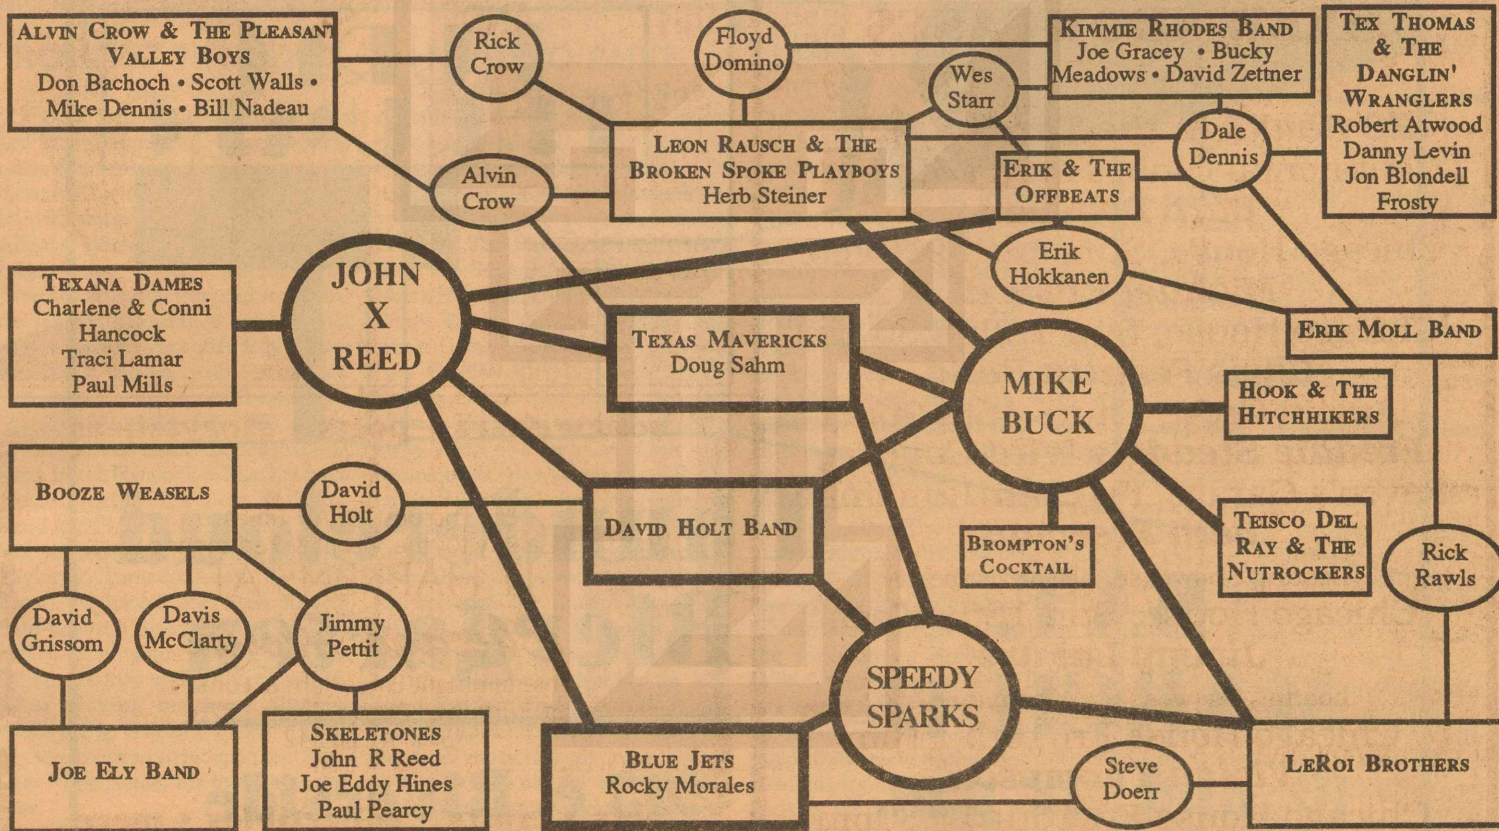 ALVIN CROW & THE PLEASANT
VALLEY BOYS
Don Bachoch • Scott Walls •
Mike Dennis • Bill Nadeau
Rick
Crow
Floyd
Domino
Wes
Starr
KIMMIE RHODES BAND
Joe Gracey • Bucky
Meadows • David Zettner
TEX THOMAS
& THE
DANGLIN'
WRANGLERS
Robert Atwood
Danny Levin
Jon Blondell
Frosty
Alvin
Crow
LEON RAUSCH & THE
BROKEN SPOKE PLAYBOYS
Herb Steiner
ERIK & THE
OFFBEATS
Dale
Dennis
Erik
Hokkanen
TEXANA DAMES
Charlene & Conni
Hancock
Traci Lamar
Paul Mills
JOHN
X
REED
TEXAS MAVERICKS
Doug Sahm
MIKE
BUCK
ERIK MOLL BAND
HOOK & THE
HITCHHIKERS
BOOZE WEASELS
David
Holt
DAVID HOLT BAND
BROMPTON'S
COCKTAIL
TEISCO DEL
RAY & THE
NUTROCKERS
Rick
Rawls
David
Grissom
Davis
McClarty
Jimmy
Pettit
SPEEDY
SPARKS
JOE ELY BAND
SKELETONES
John R Reed
Joe Eddy Hines
Paul Pearcy
BLUE JETS
Rocky Morales
Steve
Doerr
LEROI BROTHERS